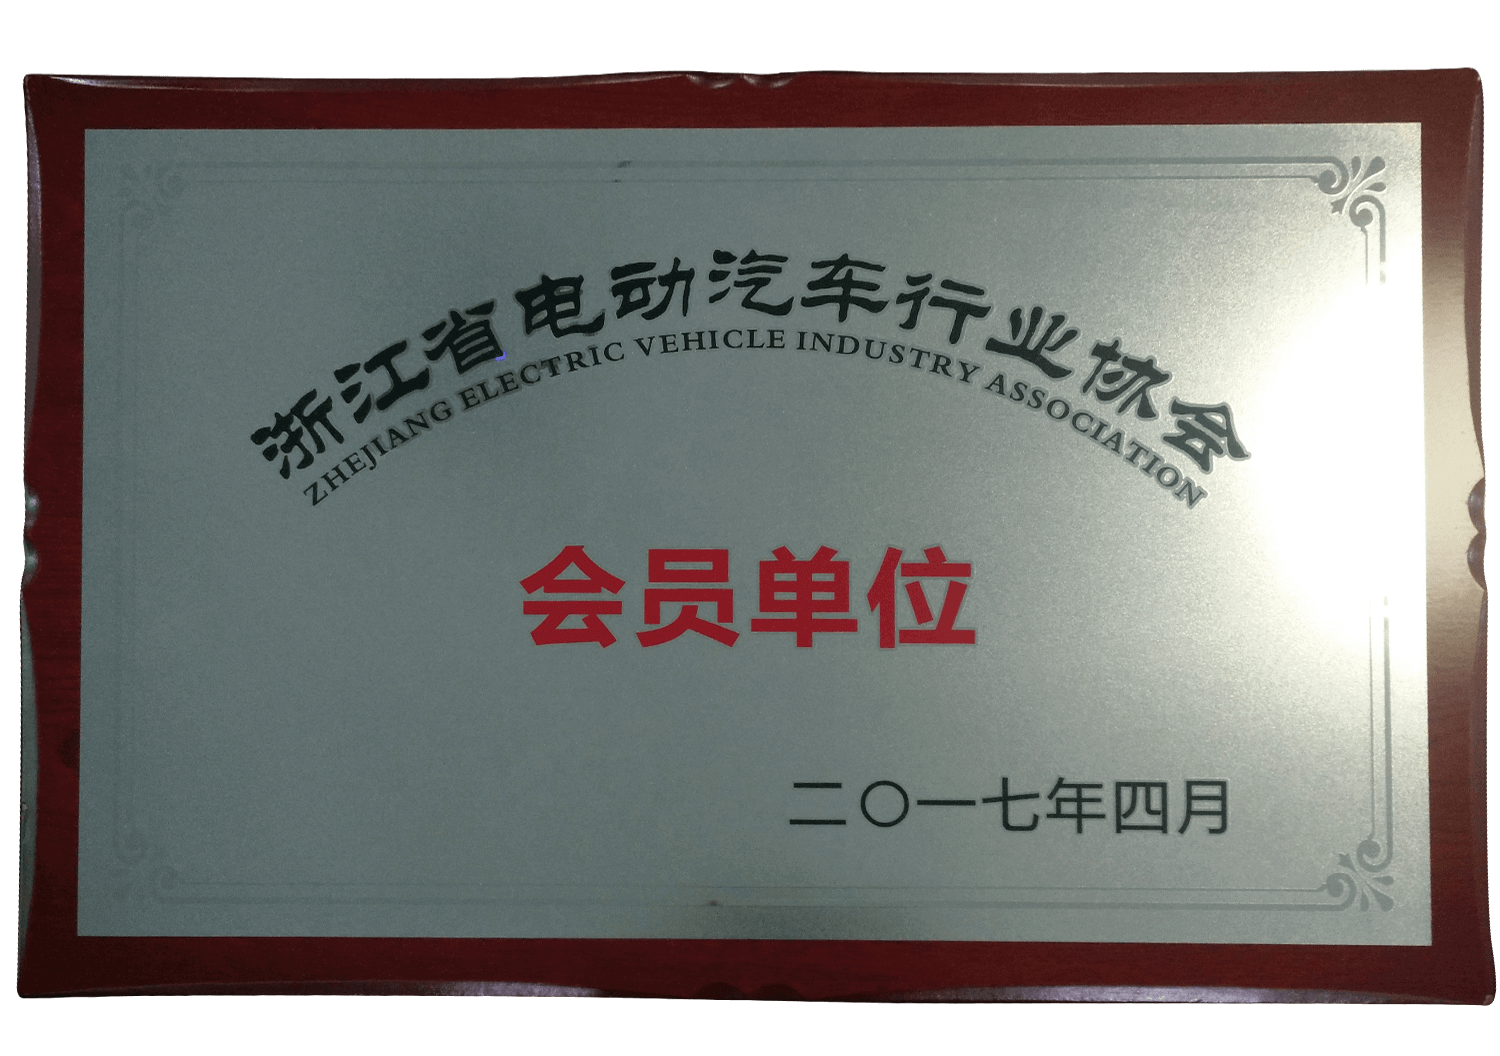 浙江省电动汽车行业协会
ZHEJIANG ELECTRIC VEHICLE INDUSTRY ASSOCIATION
会员单位
二〇一七年四月